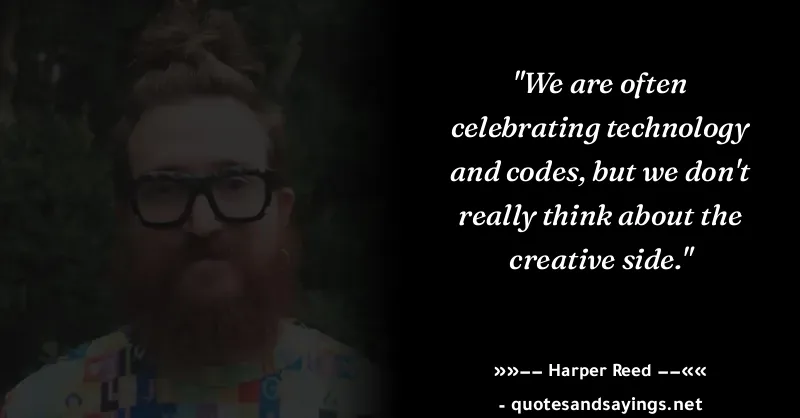 "We are often
celebrating technology
and codes, but we don't
really think about the
creative side."
»»–– Harper Reed ––««
- quotesandsayings.net